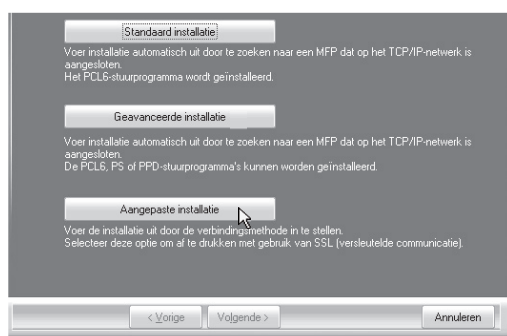 Standaard installatie
Voer installatie automatisch uit door te zoeken naar een MFP dat op het TCP/IP-netwerk is
aangesloten.
Het PCL6-stuurprogramma wordt geïnstalleerd.
Geavanceerde installatie
Voer installatie automatisch uit door te zoeken naar een MFP dat op het TCP/IP-netwerk is
aangesloten.
De PCL6, PS of PPD-stuurprogramma's kunnen worden geïnstalleerd.
Aangepaste installatie
Voer de installatie uit door de verbindingsmethode in te stellen.
Selecteer deze optie om af te drukken met gebruik van SSL (versleutelde communicatie).
< Vorige Volgende > Annuleren